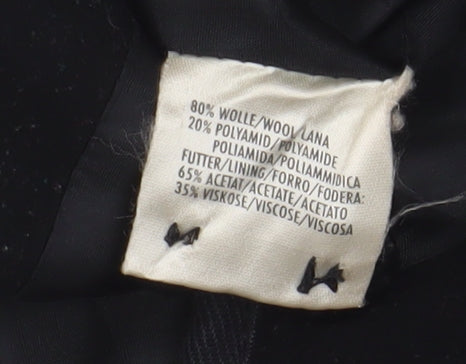 80% WOLLE/WOOL/LANA
20% POLYAMID/POLYAMIDE
POLIAMIDA/POLIAMMIDICA
FUTTER/LINING/FORRO/FODERA:
65% ACETAT/ACETATE/ACETATO
35% VISKOSE/VISCOSE/VISCOSA